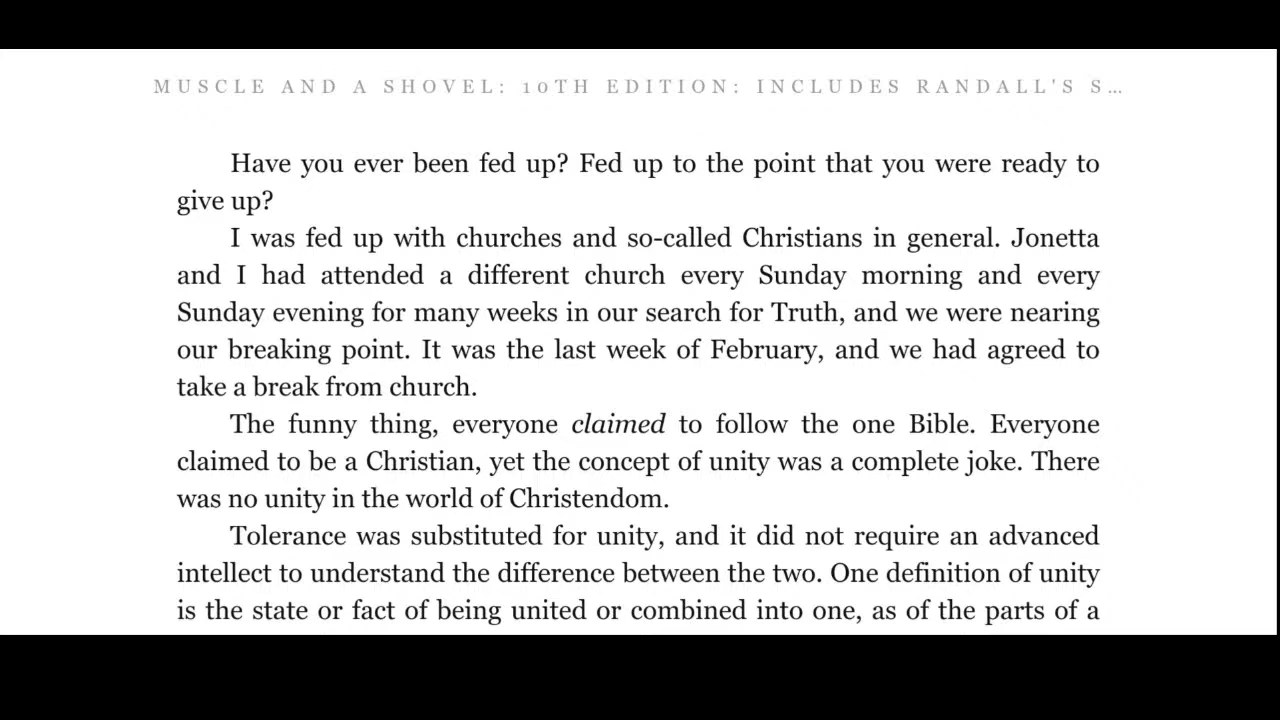 MUSCLE AND A SHOVEL: 10TH EDITION: INCLUDES RANDALL'S S...
Have you ever been fed up? Fed up to the point that you were ready to
give up?
I was fed up with churches and so-called Christians in general. Jonetta
and I had attended a different church every Sunday morning and every
Sunday evening for many weeks in our search for Truth, and we were nearing
our breaking point. It was the last week of February, and we had agreed to
take a break from church.
The funny thing, everyone claimed to follow the one Bible. Everyone
claimed to be a Christian, yet the concept of unity was a complete joke. There
was no unity in the world of Christendom.
Tolerance was substituted for unity, and it did not require an advanced
intellect to understand the difference between the two. One definition of unity
is the state or fact of being united or combined into one, as of the parts of a